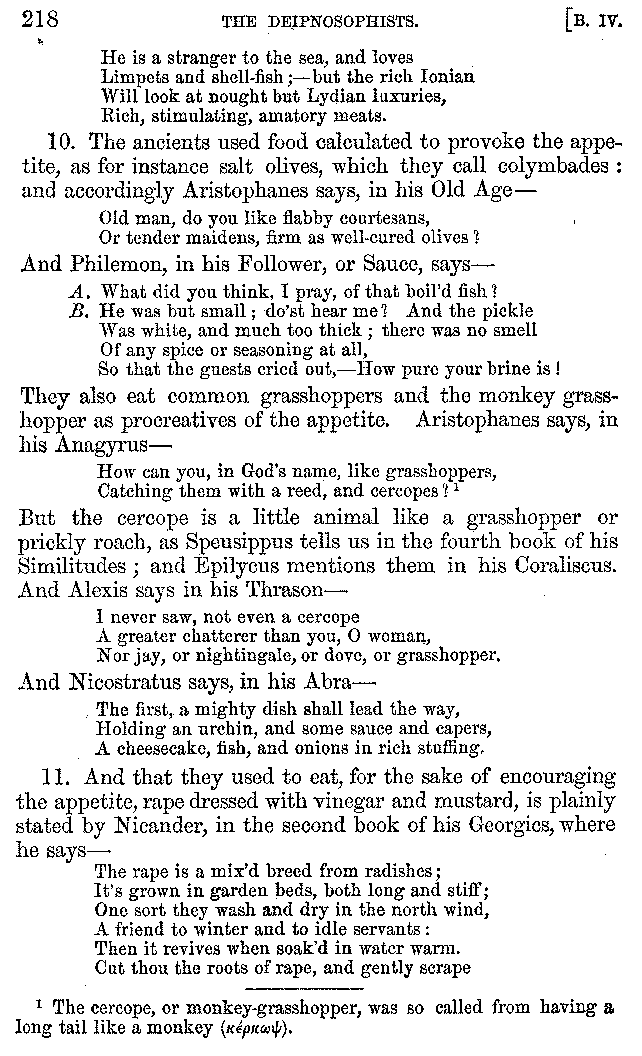 218 THE DEIPNOSOPHISTS. [B. IV.
He is a stranger to the sea, and loves
Limpets and shell-fish;—but the rich Ionian
Will look at nought but Lydian luxuries,
Rich, stimulating, amatory meats.
10. The ancients used food calculated to provoke the appe-
tite, as for instance salt olives, which they call colymbades :
and accordingly Aristophanes says, in his Old Age—
Old man, do you like flabby courtesans,
Or tender maidens, firm as well-cured olives ?
And Philemon, in his Follower, or Sauce, says—
A. What did you think, I pray, of that boil'd fish ?
B. He was but small ; do'st hear me ? And the pickle
Was white, and much too thick ; there was no smell
Of any spice or seasoning at all,
So that the guests cried out,—How pure your brine is !
They also eat common grasshoppers and the monkey grass-
hopper as procreatives of the appetite. Aristophanes says, in
his Anagyrus—
How can you, in God's name, like grasshoppers,
Catching them with a reed, and cercopes ? ¹
But the cercope is a little animal like a grasshopper or
prickly roach, as Speusippus tells us in the fourth book of his
Similitudes ; and Epilycus mentions them in his Coraliscus.
And Alexis says in his Thrason—
I never saw, not even a cercope
A greater chatterer than you, O woman,
Nor jay, or nightingale, or dove, or grasshopper.
And Nicostratus says, in his Abra—
The first, a mighty dish shall lead the way,
Holding an urchin, and some sauce and capers,
A cheesecake, fish, and onions in rich stuffing.
11. And that they used to eat, for the sake of encouraging
the appetite, rape dressed with vinegar and mustard, is plainly
stated by Nicander, in the second book of his Georgics, where
he says—
The rape is a mix'd breed from radishes ;
It's grown in garden beds, both long and stiff ;
One sort they wash and dry in the north wind,
A friend to winter and to idle servants :
Then it revives when soak'd in water warm.
Cut thou the roots of rape, and gently scrape
¹ The cercope, or monkey-grasshopper, was so called from having a
long tail like a monkey (κέρκωψ).